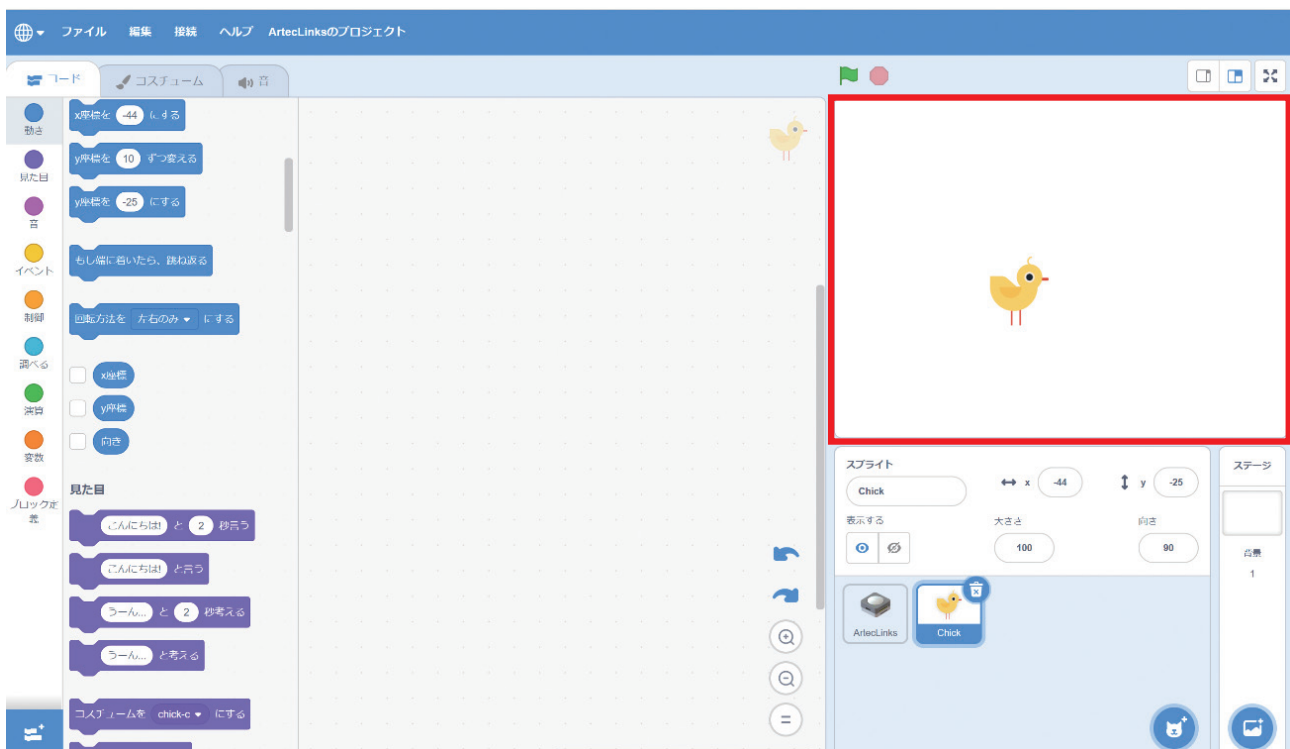 ファイル 編集 接続 ヘルプ ArtecLinksのプロジェクト
コード コスチューム 音
動き
見た目
音
イベント
制御
調べる
演算
変数
ブロック定義
x座標を -44 にする
y座標を 10 ずつ変える
y座標を -25 にする
もし端に着いたら、跳ね返る
回転方法を 左右のみ にする
x座標
y座標
向き
見た目
こんにちは! と 2 秒言う
こんにちは! と言う
うーん... と 2 秒考える
うーん... と考える
コスチュームを chick-c にする
スプライト
Chick
x -44
y -25
表示する
大きさ
100
向き
90
ArtecLinks
Chick
ステージ
背景
1